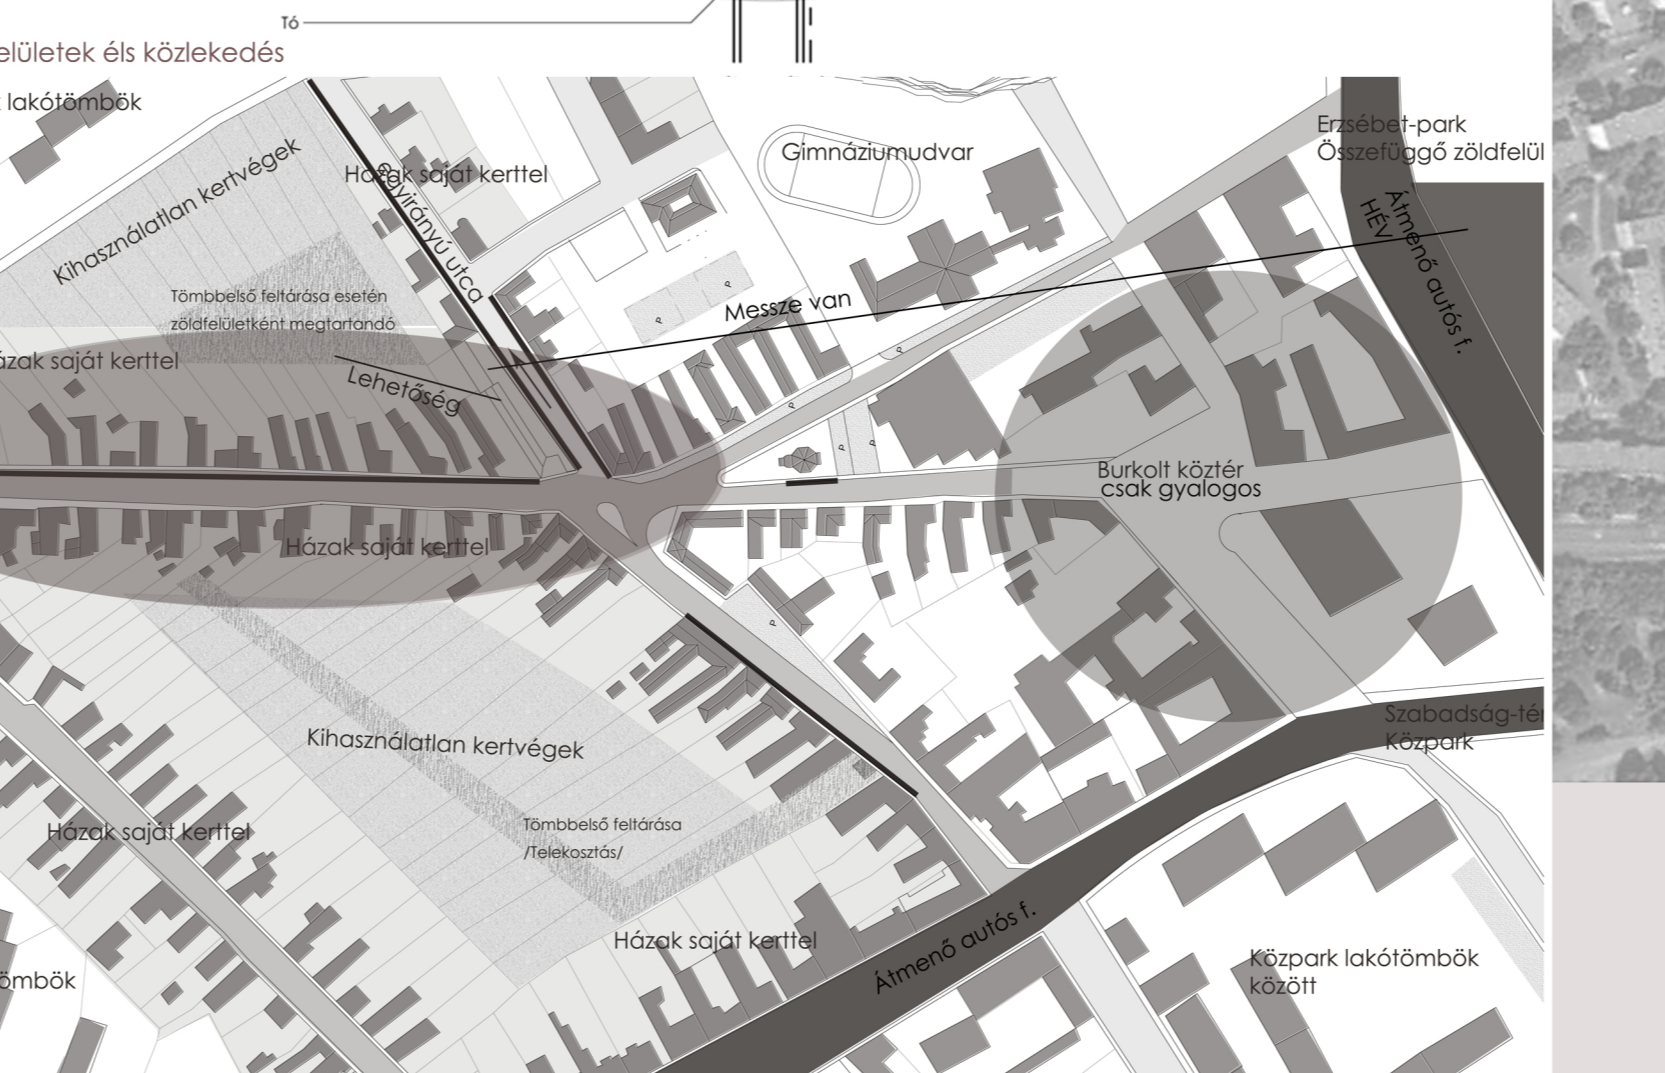 Tó
elületek éls közlekedés
lakótömbök
Kihasználatlan kertvégek
Házak saját kerttel
egyirányú utca
Gimnáziumudvar
Erzsébet-park
Összefüggő zöldfelül
Átmenő autós f.
HÉV
Tömbbelső feltárása esetén
zöldfelületként megtartandó
Messze van
P
P
P
P
P
P
ázak saját kerttel
Lehetőség
Burkolt köztér
csak gyalogos
Házak saját kerttel
P
Szabadság-tér
Közpark
Kihasználatlan kertvégek
Házak saját kerttel
Tömbbelső feltárása
/Telekosztás/
Házak saját kerttel
Átmenő autós f.
Közpark lakótömbök
között
ömbök